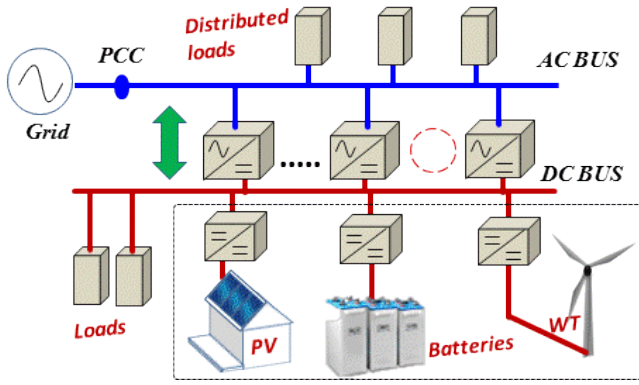 Distributed
loads
PCC
AC BUS
Grid
.....
DC BUS
Loads
PV
Batteries
WT